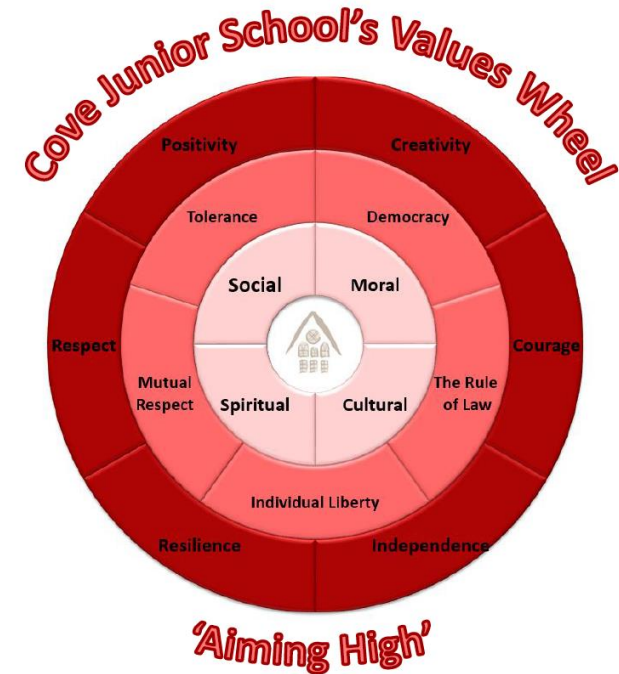 Cove Junior School's Values Wheel
Positivity
Creativity
Tolerance
Democracy
Social
Moral
Respect
Courage
Mutual
Respect
The Rule
of Law
Spiritual
Cultural
Individual Liberty
Resilience
Independence
'Aiming High'